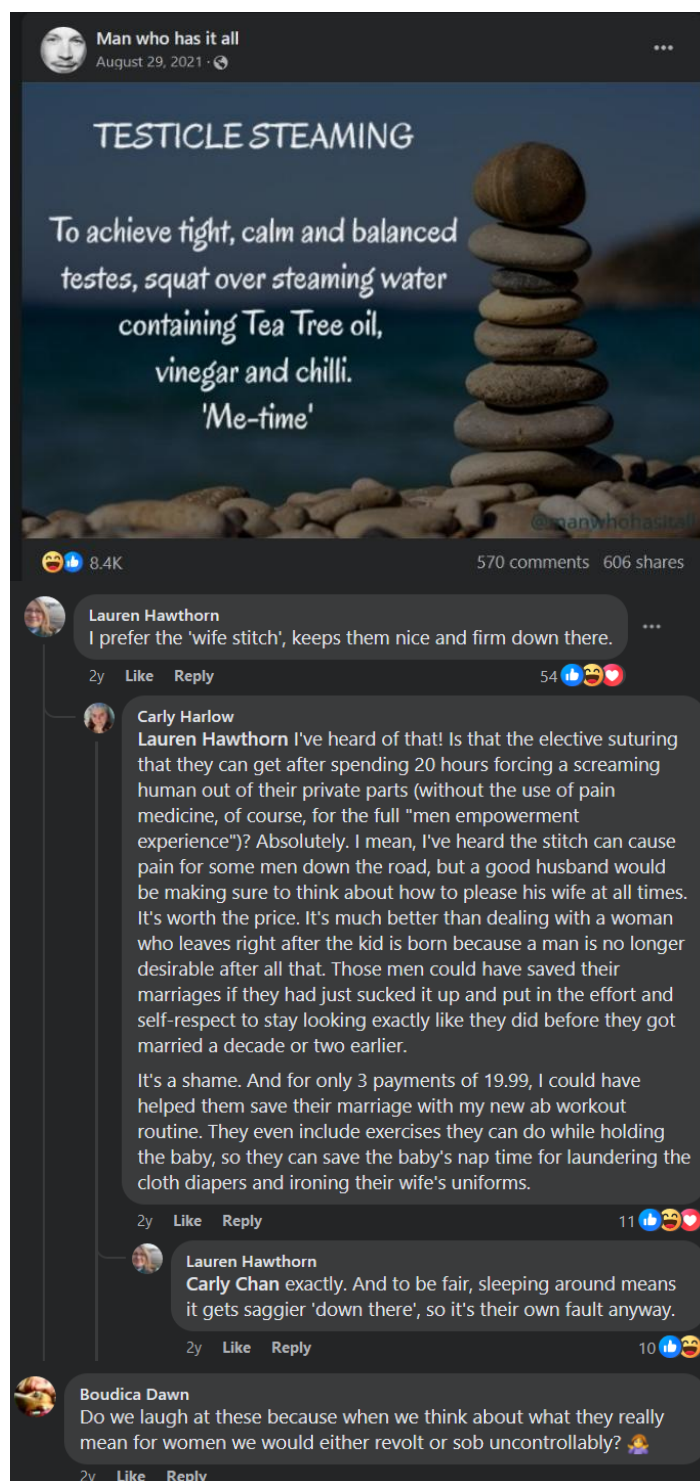 Man who has it all
August 29, 2021 ·
TESTICLE STEAMING
To achieve tight, calm and balanced
testes, squat over steaming water
containing Tea Tree oil,
vinegar and chilli.
'Me-time'
@manwhohasitall
8.4K
570 comments 606 shares
Lauren Hawthorn
I prefer the 'wife stitch', keeps them nice and firm down there.
2y Like Reply
54
Carly Harlow
Lauren Hawthorn I've heard of that! Is that the elective suturing
that they can get after spending 20 hours forcing a screaming
human out of their private parts (without the use of pain
medicine, of course, for the full "men empowerment
experience")? Absolutely. I mean, I've heard the stitch can cause
pain for some men down the road, but a good husband would
be making sure to think about how to please his wife at all times.
It's worth the price. It's much better than dealing with a woman
who leaves right after the kid is born because a man is no longer
desirable after all that. Those men could have saved their
marriages if they had just sucked it up and put in the effort and
self-respect to stay looking exactly like they did before they got
married a decade or two earlier.
It's a shame. And for only 3 payments of 19.99, I could have
helped them save their marriage with my new ab workout
routine. They even include exercises they can do while holding
the baby, so they can save the baby's nap time for laundering the
cloth diapers and ironing their wife's uniforms.
2y Like Reply
11
Lauren Hawthorn
Carly Chan exactly. And to be fair, sleeping around means
it gets saggier 'down there', so it's their own fault anyway.
2y Like Reply
10
Boudica Dawn
Do we laugh at these because when we think about what they really
mean for women we would either revolt or sob uncontrollably? 🤷‍♀️
2y Like Reply